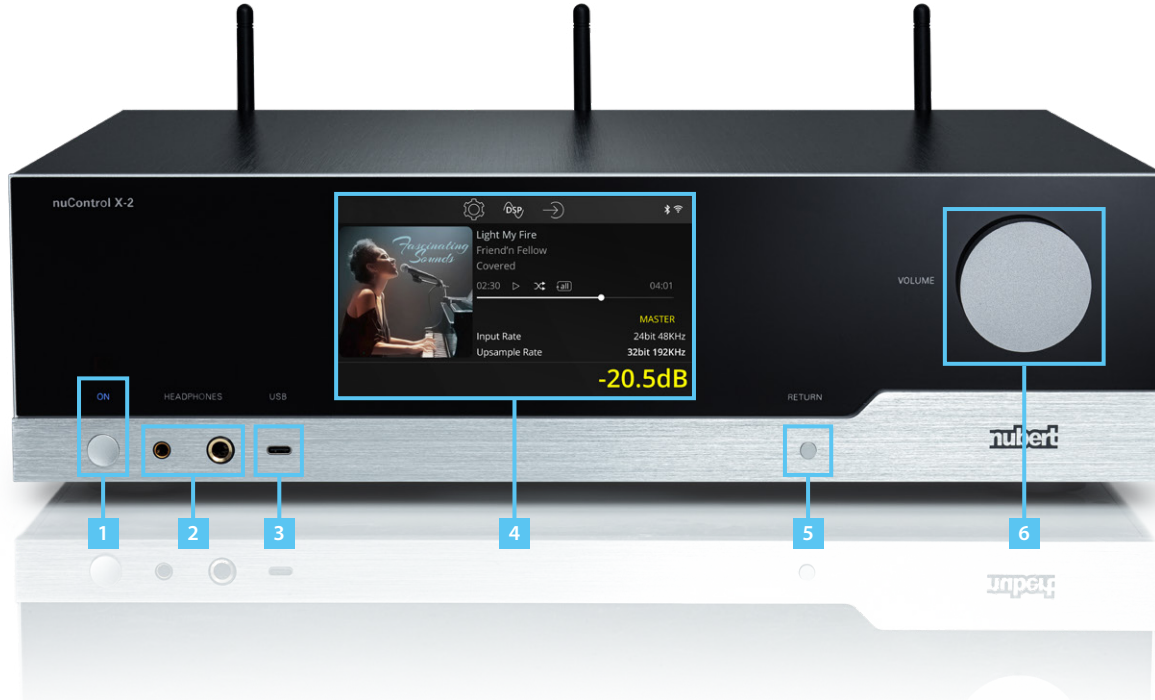 nuControl X-2
DSP
Fascinating
Sounds
Light My Fire
Friend'n Fellow
Covered
02:30 all 04:01
MASTER
Input Rate 24bit 48KHz
Upsample Rate 32bit 192KHz
-20.5dB
VOLUME
ON HEADPHONES USB RETURN
nubert
1 2 3 4 5 6
nubert